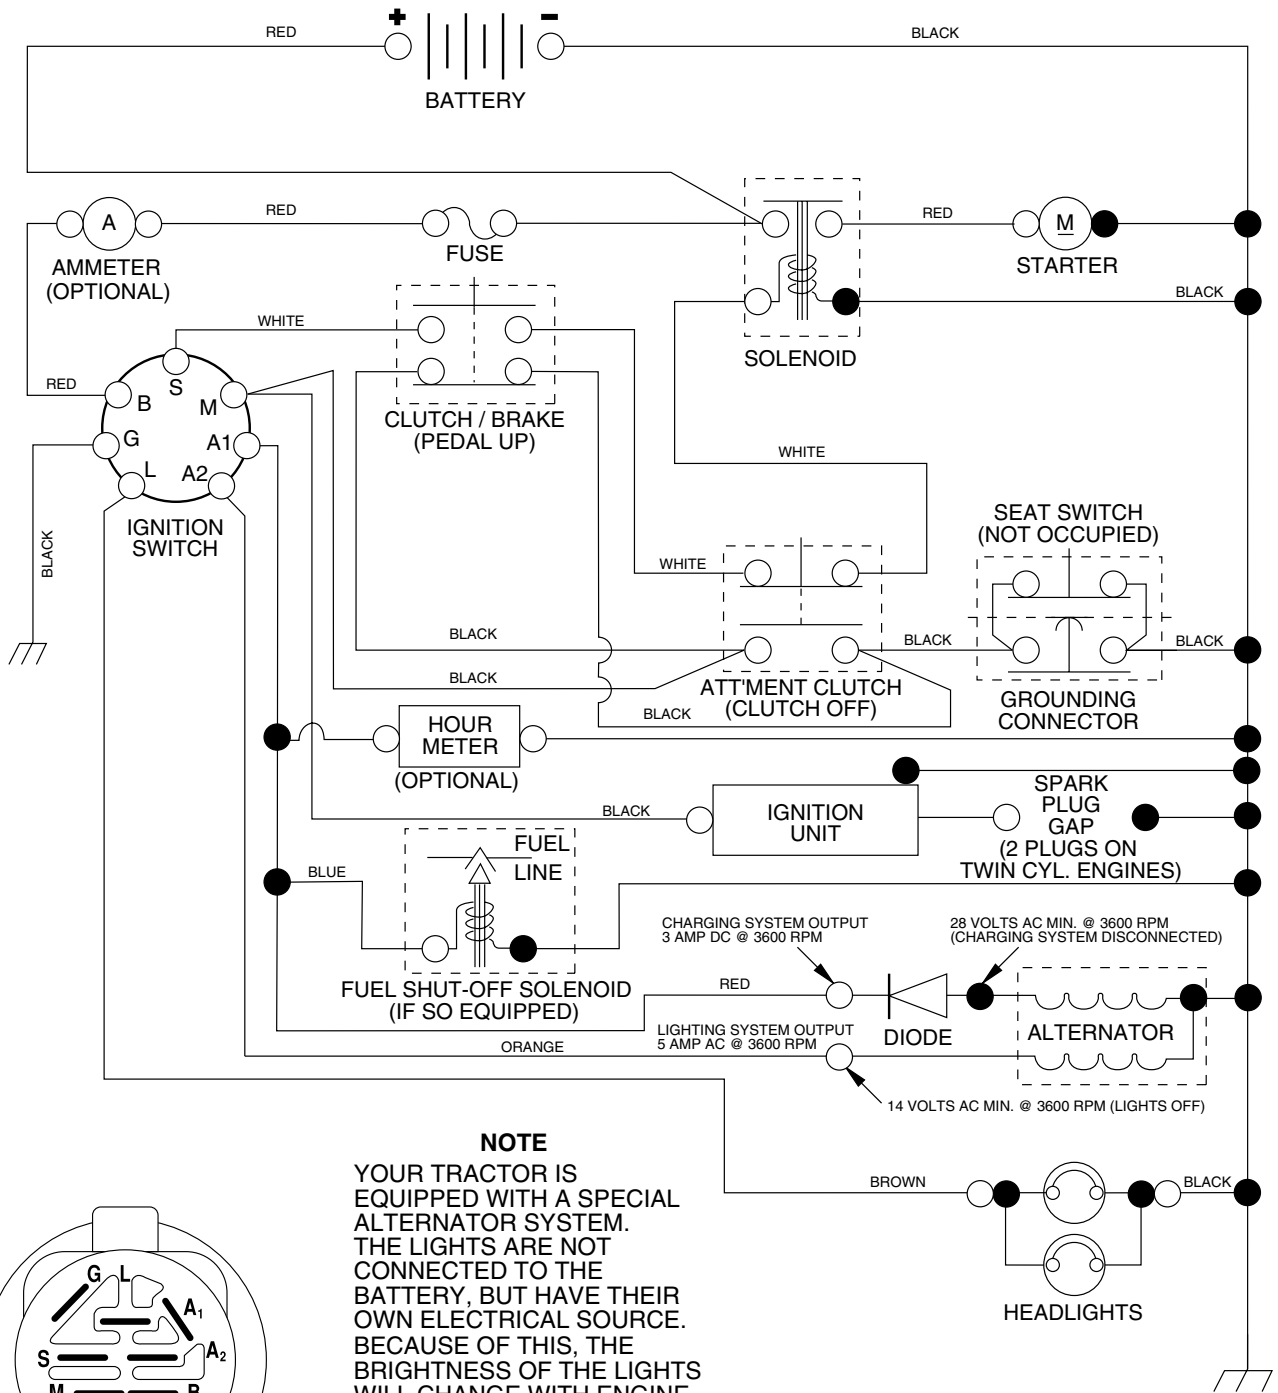 + -
RED
BLACK
BATTERY
A
RED
FUSE
RED
M
STARTER
AMMETER
(OPTIONAL)
BLACK
WHITE
SOLENOID
RED
S
B
M
G
A1
L
A2
CLUTCH / BRAKE
(PEDAL UP)
WHITE
IGNITION
SWITCH
BLACK
SEAT SWITCH
(NOT OCCUPIED)
WHITE
BLACK
BLACK
BLACK
BLACK
BLACK
ATT'MENT CLUTCH
(CLUTCH OFF)
GROUNDING
CONNECTOR
HOUR
METER
(OPTIONAL)
BLACK
IGNITION
UNIT
SPARK
PLUG
GAP
(2 PLUGS ON
TWIN CYL. ENGINES)
FUEL
LINE
BLUE
CHARGING SYSTEM OUTPUT
3 AMP DC @ 3600 RPM
28 VOLTS AC MIN. @ 3600 RPM
(CHARGING SYSTEM DISCONNECTED)
FUEL SHUT-OFF SOLENOID
(IF SO EQUIPPED)
RED
DIODE
ALTERNATOR
LIGHTING SYSTEM OUTPUT
5 AMP AC @ 3600 RPM
ORANGE
14 VOLTS AC MIN. @ 3600 RPM (LIGHTS OFF)
NOTE
YOUR TRACTOR IS
EQUIPPED WITH A SPECIAL
ALTERNATOR SYSTEM.
THE LIGHTS ARE NOT
CONNECTED TO THE
BATTERY, BUT HAVE THEIR
OWN ELECTRICAL SOURCE.
BECAUSE OF THIS, THE
BRIGHTNESS OF THE LIGHTS
WILL CHANGE WITH ENGINE
BROWN
BLACK
HEADLIGHTS
G L
A1
S
A2
M
B